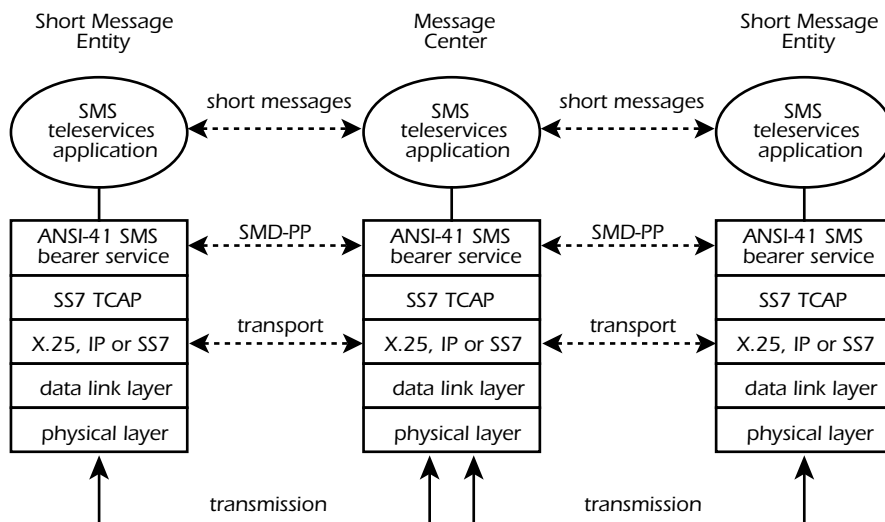 Short Message
Entity
Message
Center
Short Message
Entity
SMS
teleservices
application
short messages
SMS
teleservices
application
short messages
SMS
teleservices
application
ANSI-41 SMS
bearer service
SMD-PP
ANSI-41 SMS
bearer service
SMD-PP
ANSI-41 SMS
bearer service
SS7 TCAP
SS7 TCAP
SS7 TCAP
X.25, IP or SS7
transport
X.25, IP or SS7
transport
X.25, IP or SS7
data link layer
data link layer
data link layer
physical layer
physical layer
physical layer
transmission
transmission